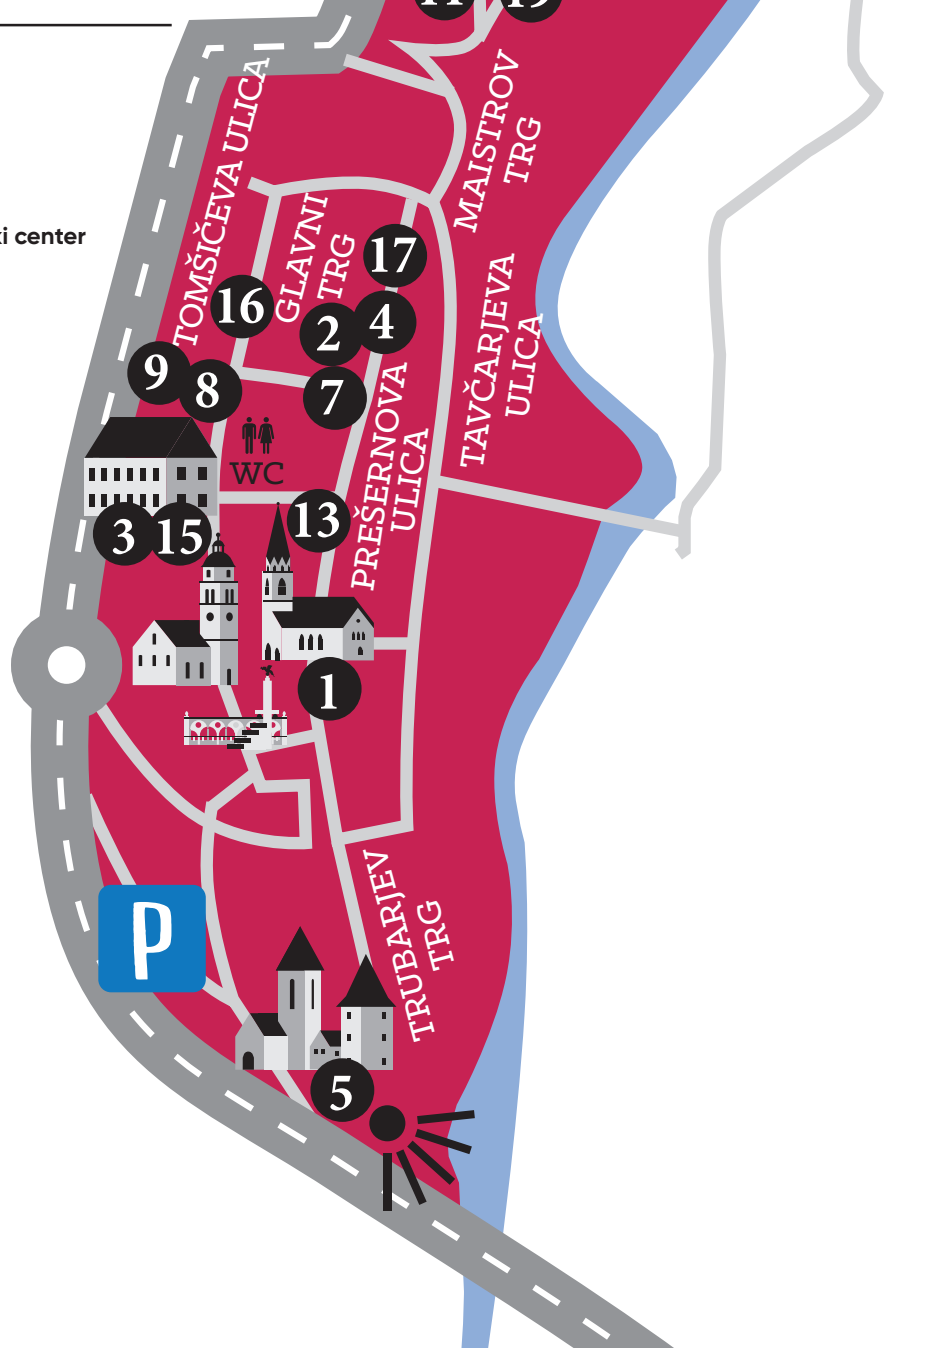 19
TOMŠIČEVA ULICA
MAISTROV
TRG
ki center
GLAVNI
TRG
17
16
2
4
TAVČARJEVA
ULICA
9
8
7
PREŠERNOVA
ULICA
WC
13
3
15
1
TRUBARJEV
TRG
P
5